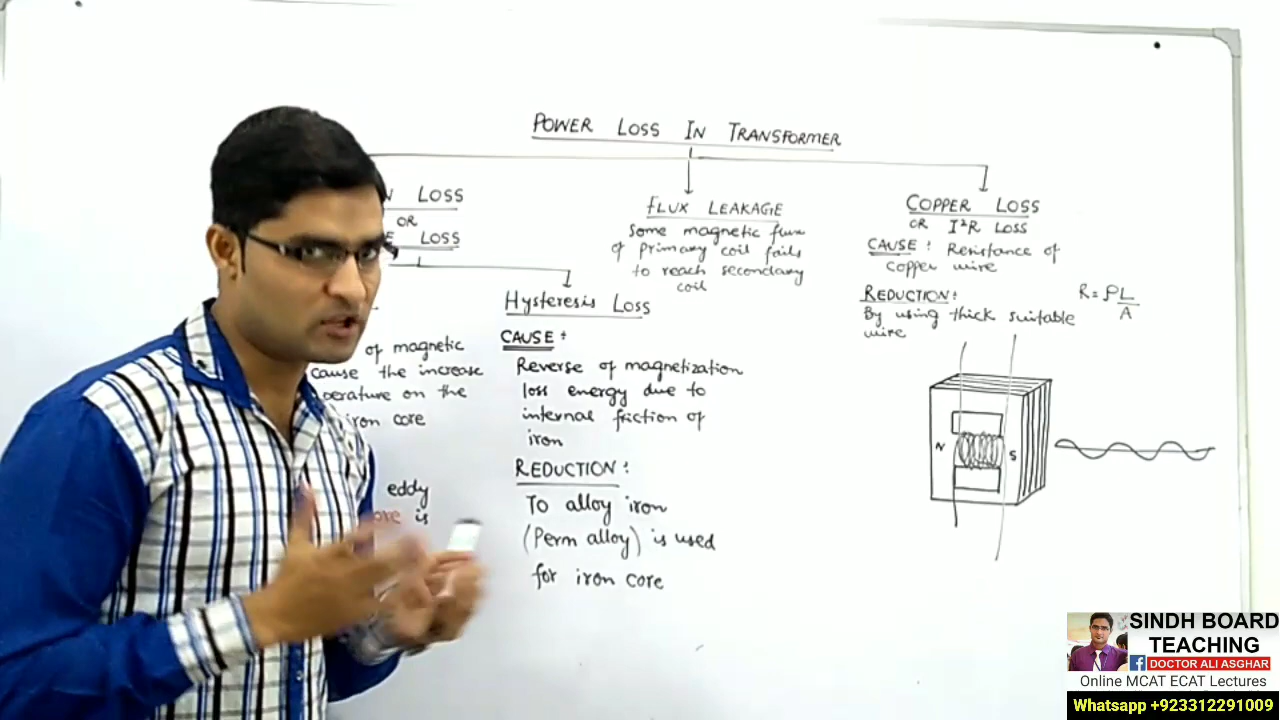 POWER LOSS IN TRANSFORMER
LOSS
OR
LOSS
of magnetic
cause the increase
perature on the
iron core
eddy
core is
Hysteresis LOSS
CAUSE:
Reverse of magnetization
loss energy due to
internal friction of
iron
REDUCTION:
To alloy iron
(Perm alloy) is used
for iron core
FLUX LEAKAGE
Some magnetic flux
of primary coil fails
to reach secondary
coil
COPPER LOSS
OR I²R LOSS
CAUSE: Resistance of
copper wire
REDUCTION:
By using thick suitable
wire
R = ρL/A
N
S
SINDH BOARD
TEACHING
f DOCTOR ALI ASGHAR
Online MCAT ECAT Lectures
Whatsapp +923312291009